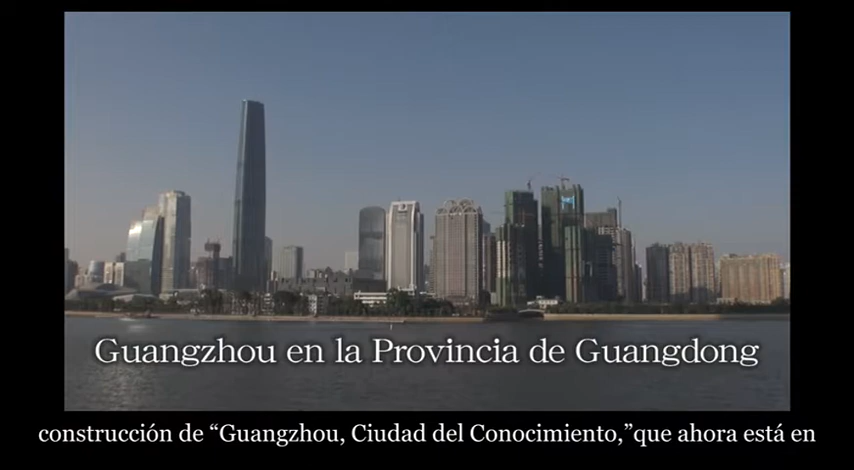 Guangzhou en la Provincia de Guangdong
construcción de “Guangzhou, Ciudad del Conocimiento,”que ahora está en